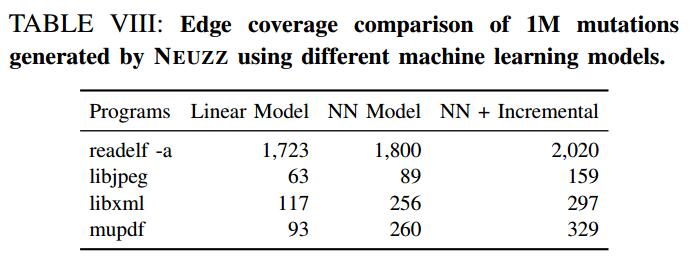 TABLE VIII: Edge coverage comparison of 1M mutations
generated by NEUZZ using different machine learning models.
Programs Linear Model NN Model NN + Incremental
readelf -a 1,723 1,800 2,020
libjpeg 63 89 159
libxml 117 256 297
mupdf 93 260 329